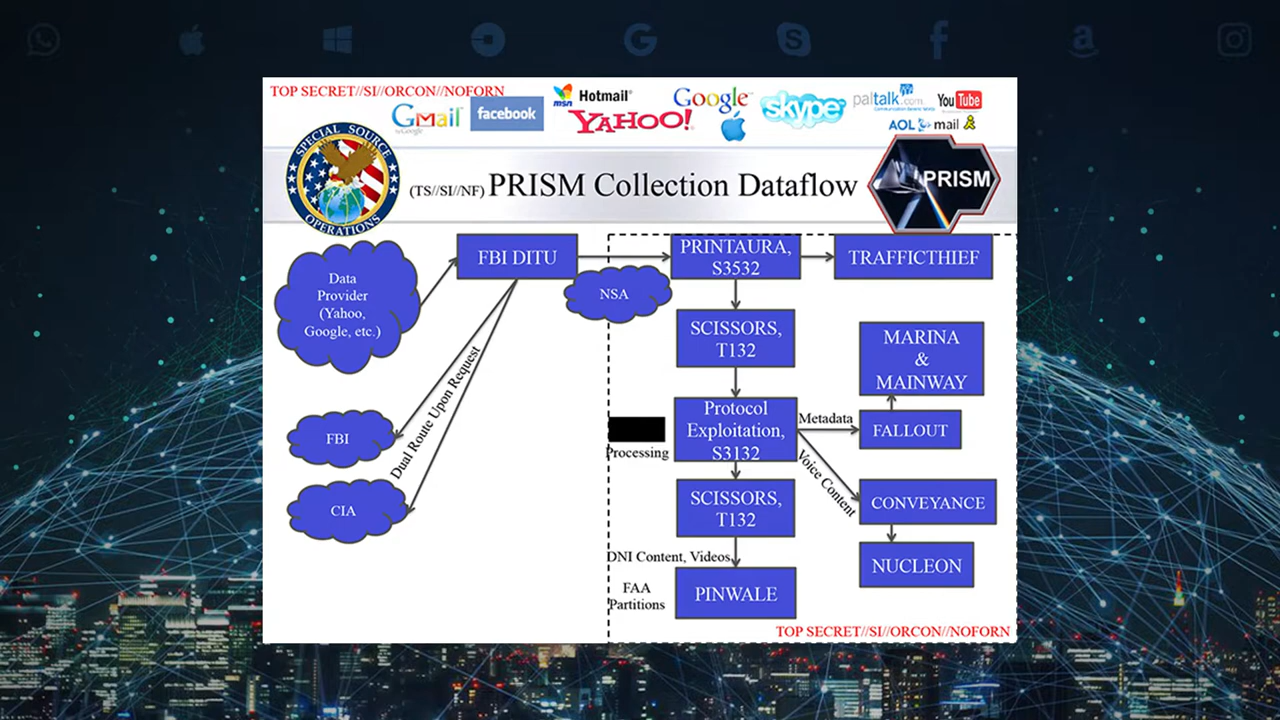 TOP SECRET//SI//ORCON//NOFORN
Gmail
by Google
facebook
msn
Hotmail
YAHOO!
Google
skype
paltalk.com
YouTube
AOL mail
SPECIAL SOURCE
OPERATIONS
(TS//SI//NF) PRISM Collection Dataflow
PRISM
Data
Provider
(Yahoo,
Google, etc.)
FBI DITU
NSA
PRINTAURA,
S3532
TRAFFICTHIEF
SCISSORS,
T132
MARINA
&
MAINWAY
Dual Route Upon Request
FBI
CIA
Processing
Protocol
Exploitation,
S3132
Metadata
FALLOUT
Voice Content
CONVEYANCE
SCISSORS,
T132
NUCLEON
DNI Content, Videos
FAA
Partitions
PINWALE
TOP SECRET//SI//ORCON//NOFORN